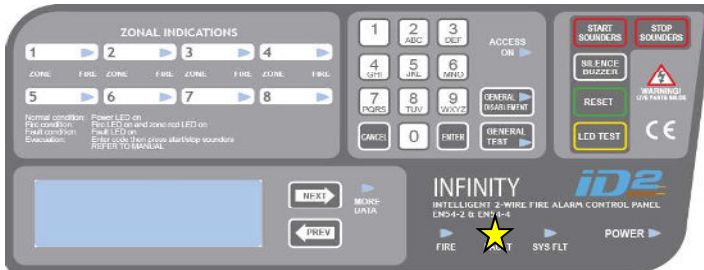 ZONAL INDICATIONS
1 2 3 4
ZONE FIRE ZONE FIRE ZONE FIRE ZONE FIRE
5 6 7 8
Normal condition: Power LED on
Fire condition: Fire LED on and zone red LED on
Fault condition: Fault LED on
Evacuation: Enter code then press start/stop sounders
REFER TO MANUAL
1 2 ABC 3 DEF
4 GHI 5 JKL 6 MNO
7 PQRS 8 TUV 9 WXYZ
CANCEL 0 ENTER
ACCESS
ON
GENERAL
DISABLEMENT
GENERAL
TEST
START
SOUNDERS
STOP
SOUNDERS
SILENCE
BUZZER
RESET
LED TEST
WARNING!
LIVE PARTS INSIDE
CE
NEXT
PREV
MORE
DATA
INFINITY iD2
INTELLIGENT 2-WIRE FIRE ALARM CONTROL PANEL
EN54-2 & EN54-4
FIRE SYS FLT POWER